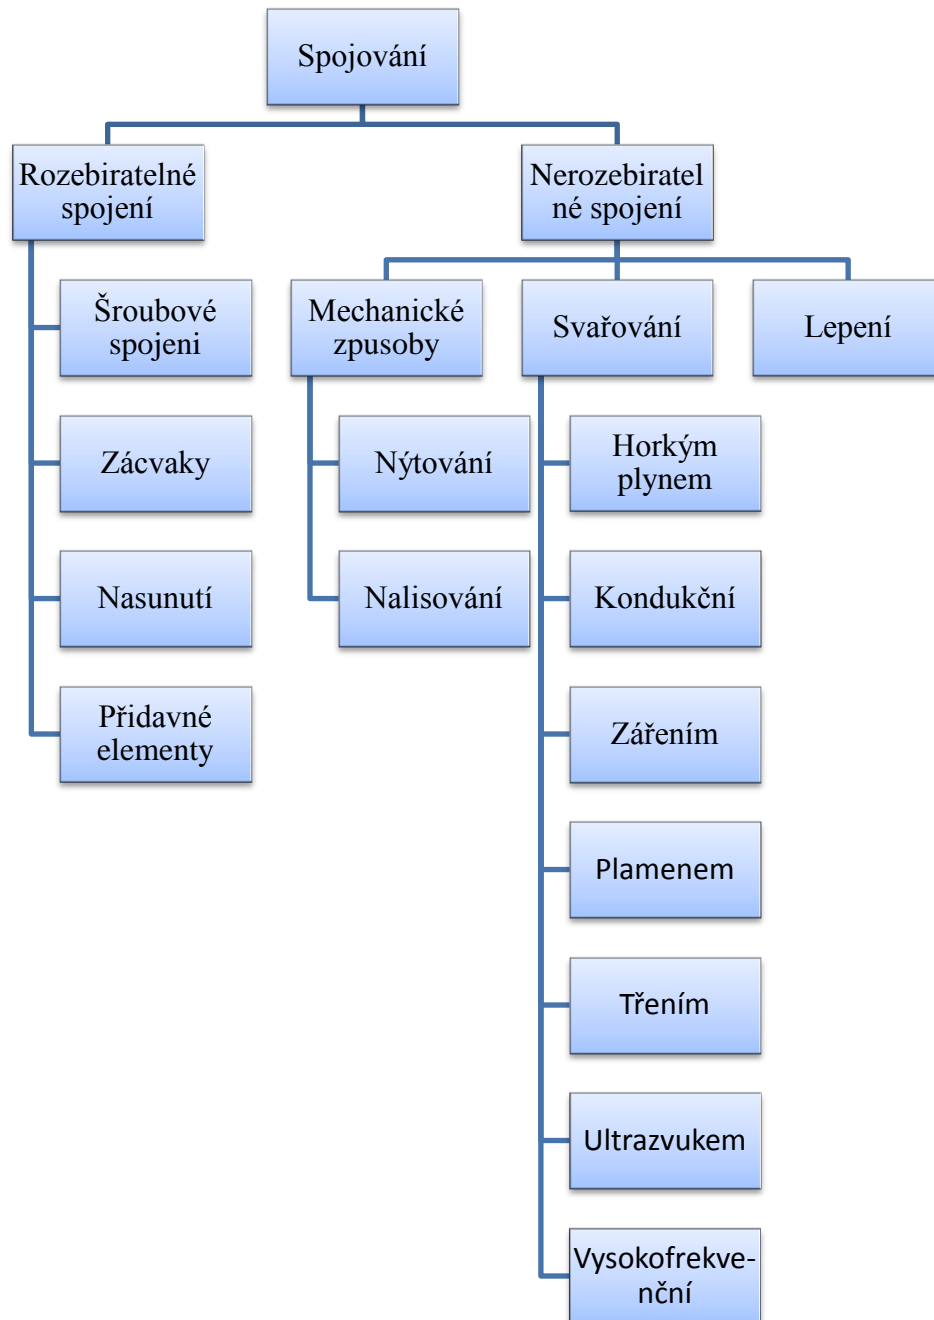 Spojování
Rozebiratelné
spojení
Šroubové
spojeni
Zácvaky
Nasunutí
Přidavné
elementy
Nerozebiratel
né spojení
Mechanické
zpusoby
Nýtování
Nalisování
Svařování
Horkým
plynem
Kondukční
Zářením
Plamenem
Třením
Ultrazvukem
Vysokofrekve-
nční
Lepení